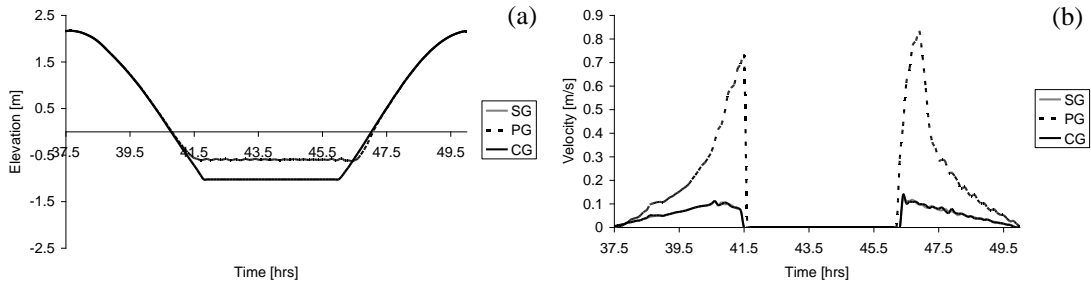 (a)
2.5
1.5
0.5
-0.5
-1.5
-2.5
Elevation [m]
37.5 39.5 41.5 43.5 45.5 47.5 49.5
Time [hrs]
SG
PG
CG
(b)
0.9
0.8
0.7
0.6
0.5
0.4
0.3
0.2
0.1
0
Velocity [m/s]
37.5 39.5 41.5 43.5 45.5 47.5 49.5
Time [hrs]
SG
PG
CG